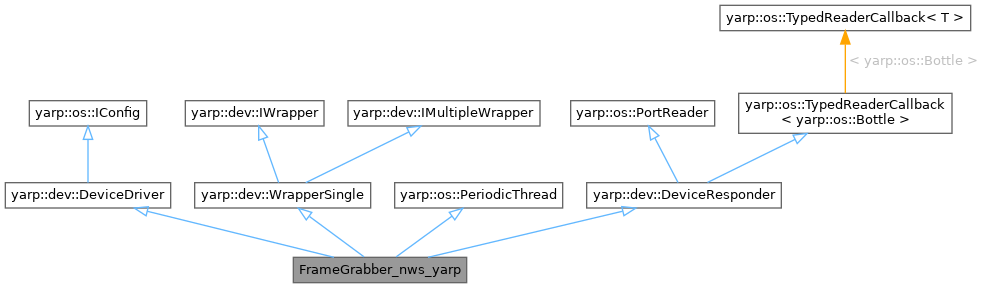 yarp::os::TypedReaderCallback< T >
< yarp::os::Bottle >
yarp::os::IConfig
yarp::dev::IWrapper
yarp::dev::IMultipleWrapper
yarp::os::PortReader
yarp::os::TypedReaderCallback
< yarp::os::Bottle >
yarp::dev::DeviceDriver
yarp::dev::WrapperSingle
yarp::os::PeriodicThread
yarp::dev::DeviceResponder
FrameGrabber_nws_yarp